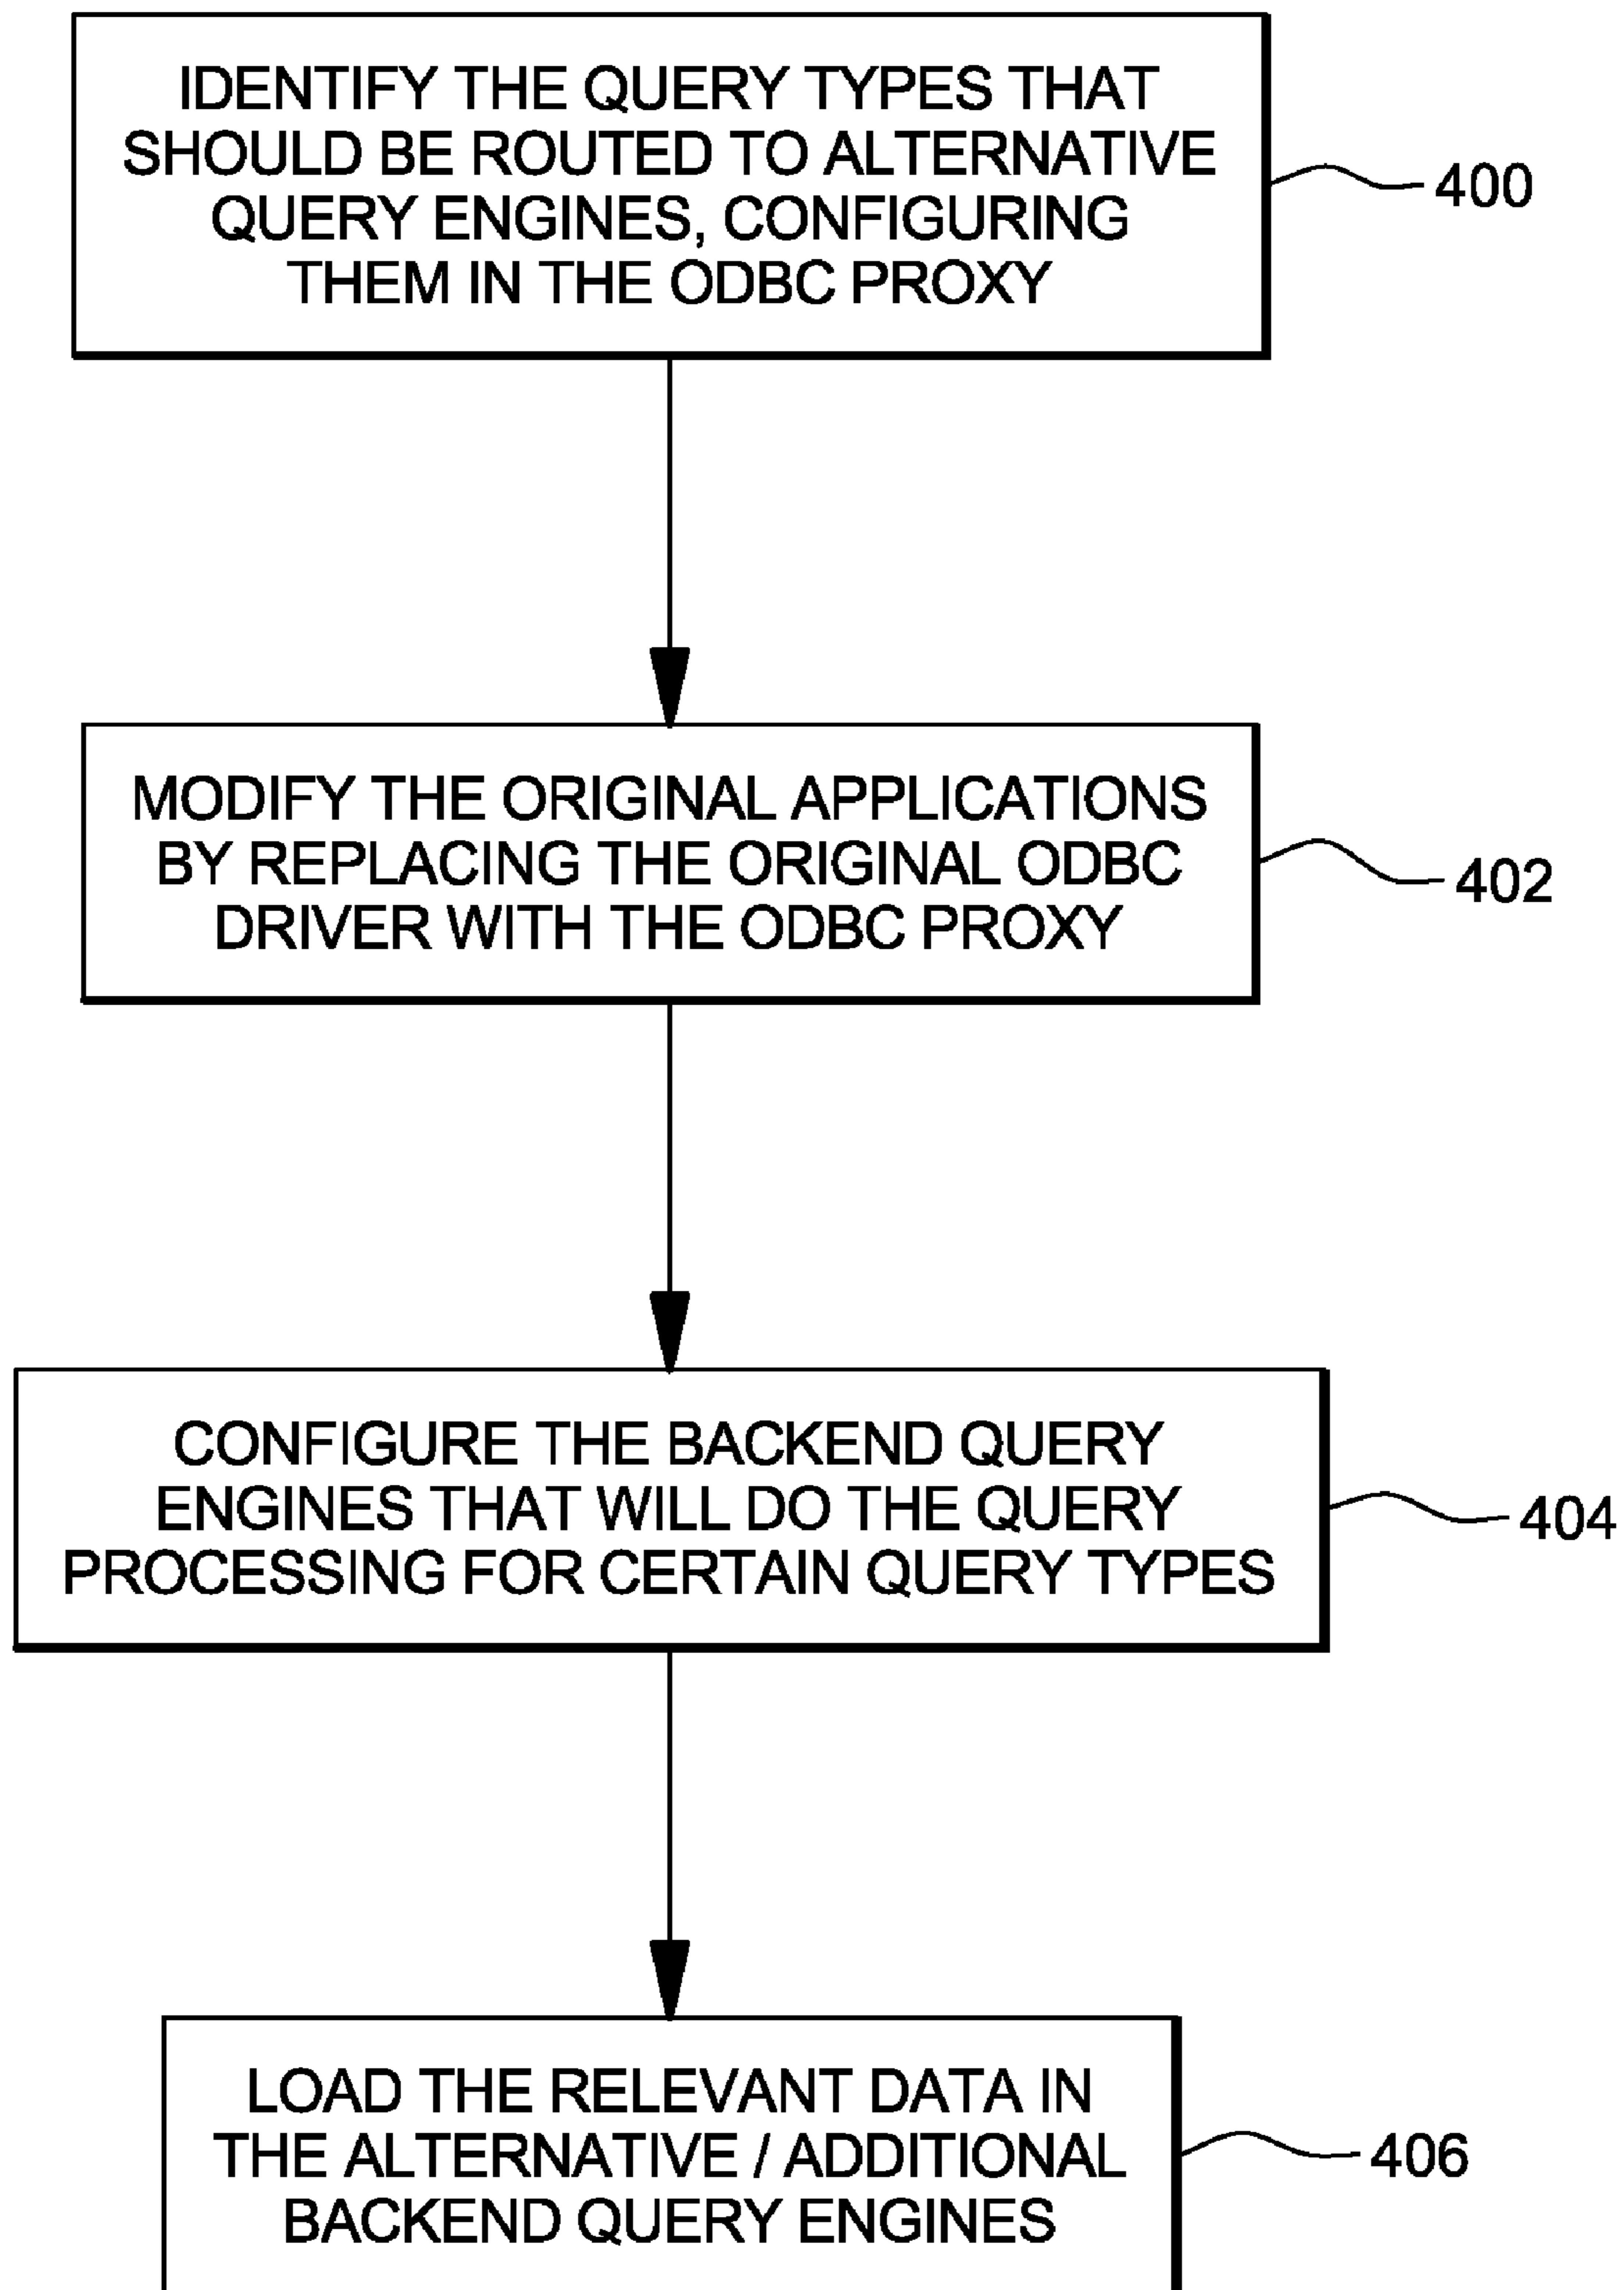 IDENTIFY THE QUERY TYPES THAT
SHOULD BE ROUTED TO ALTERNATIVE
QUERY ENGINES, CONFIGURING
THEM IN THE ODBC PROXY
400
MODIFY THE ORIGINAL APPLICATIONS
BY REPLACING THE ORIGINAL ODBC
DRIVER WITH THE ODBC PROXY
402
CONFIGURE THE BACKEND QUERY
ENGINES THAT WILL DO THE QUERY
PROCESSING FOR CERTAIN QUERY TYPES
404
LOAD THE RELEVANT DATA IN
THE ALTERNATIVE / ADDITIONAL
BACKEND QUERY ENGINES
406